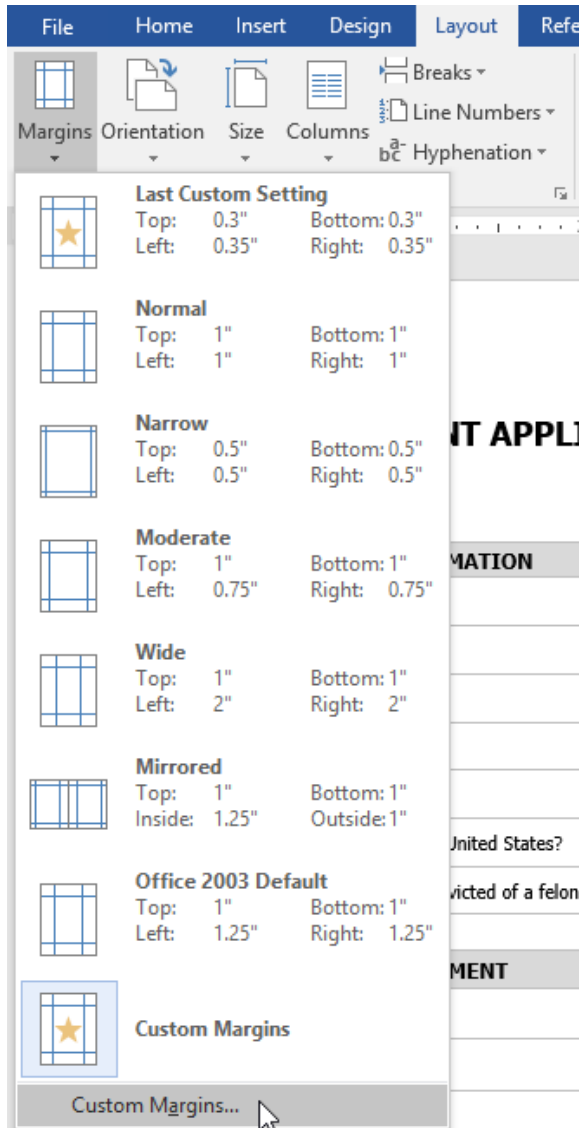 File Home Insert Design Layout Refe
Breaks
Line Numbers
Margins Orientation Size Columns
Hyphenation
Last Custom Setting
Top: 0.3" Bottom: 0.3"
Left: 0.35" Right: 0.35"
Normal
Top: 1" Bottom: 1"
Left: 1" Right: 1"
Narrow
Top: 0.5" Bottom: 0.5"
Left: 0.5" Right: 0.5"
NT APPLI
Moderate
Top: 1" Bottom: 1"
Left: 0.75" Right: 0.75"
MATION
Wide
Top: 1" Bottom: 1"
Left: 2" Right: 2"
Mirrored
Top: 1" Bottom: 1"
Inside: 1.25" Outside: 1"
United States?
Office 2003 Default
victed of a felon
Top: 1" Bottom: 1"
Left: 1.25" Right: 1.25"
MENT
Custom Margins
Custom Margins...